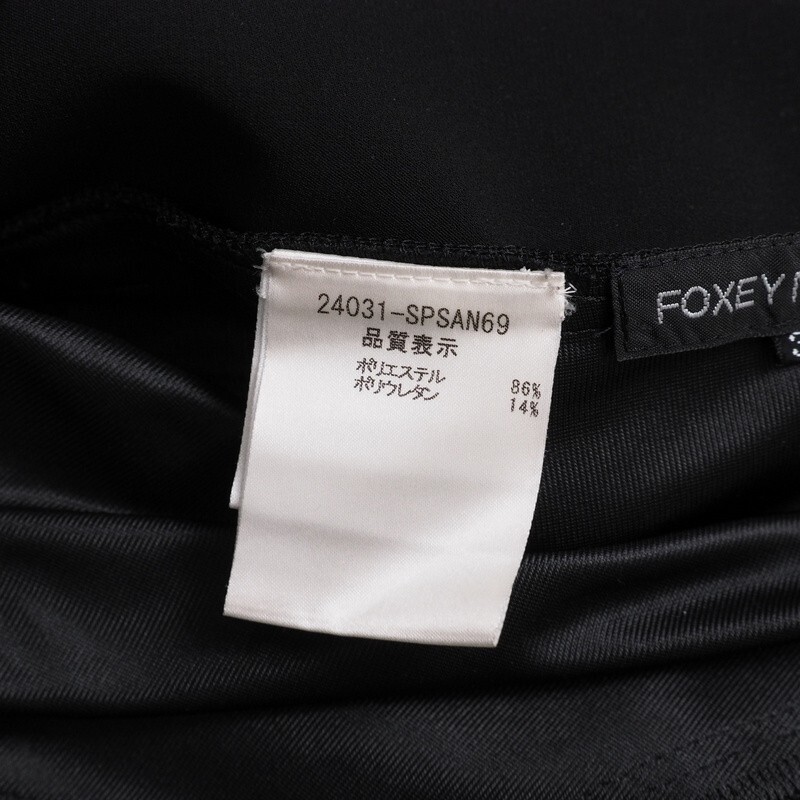 24031-SPSAN69
品質表示
ポリエステル 86%
ポリウレタン 14%
FOXEY